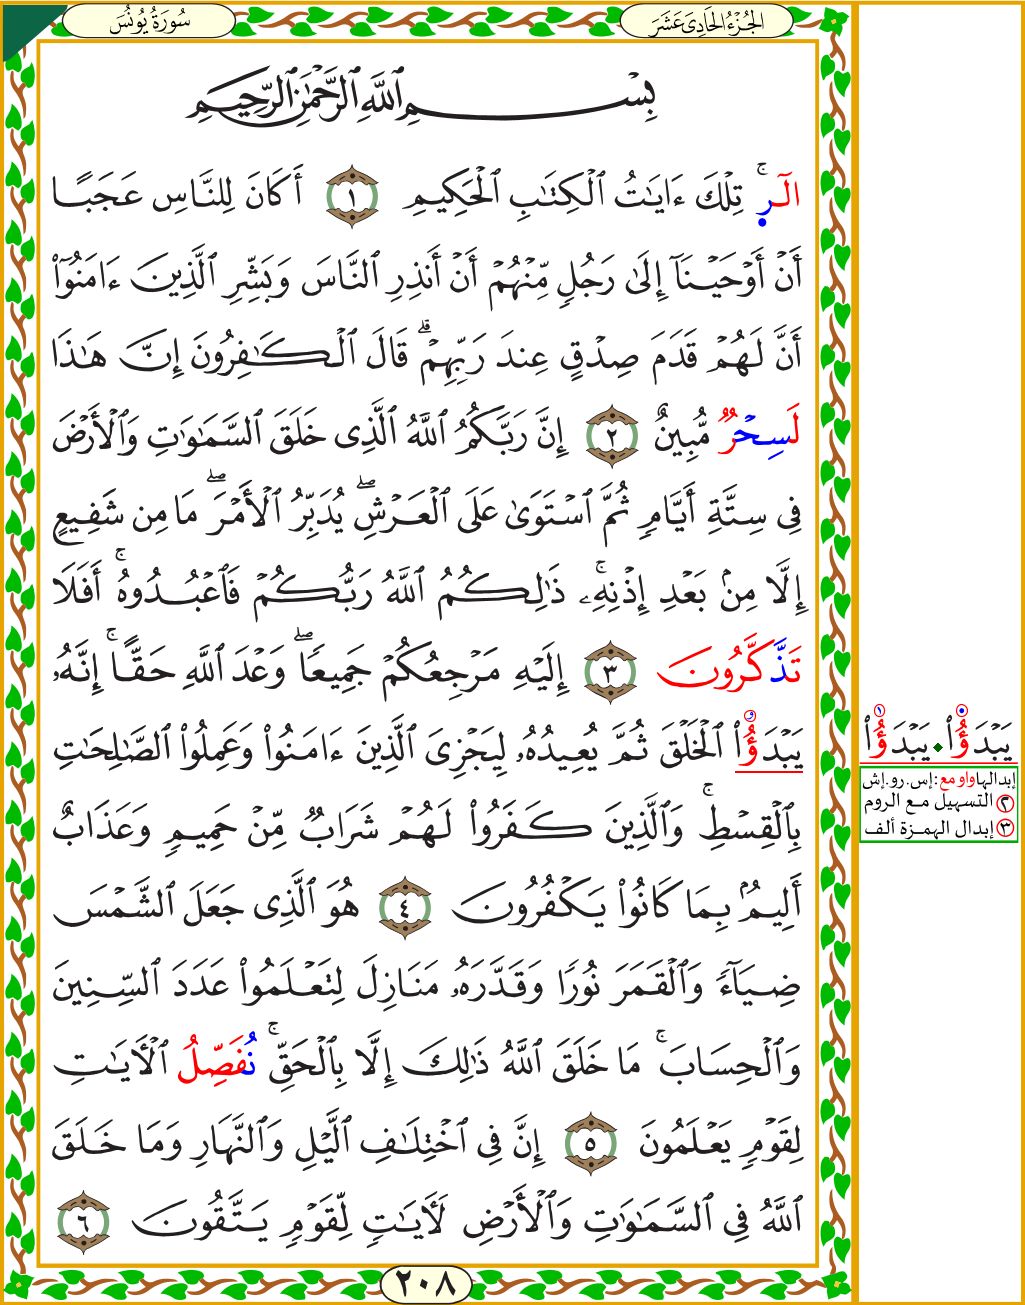 الجُزْءُ الحَادِىَ عَشَرَ
سُورَةُ يُونُسَ
بِسْمِ ٱللَّهِ ٱلرَّحْمَٰنِ ٱلرَّحِيمِ
الٓرۚ تِلْكَ ءَايَٰتُ ٱلْكِتَٰبِ ٱلْحَكِيمِ ١ أَكَانَ لِلنَّاسِ عَجَبًا
أَنْ أَوْحَيْنَآ إِلَىٰ رَجُلٍ مِّنْهُمْ أَنْ أَنذِرِ ٱلنَّاسَ وَبَشِّرِ ٱلَّذِينَ ءَامَنُوٓا۟
أَنَّ لَهُمْ قَدَمَ صِدْقٍ عِندَ رَبِّهِمْۗ قَالَ ٱلْكَٰفِرُونَ إِنَّ هَٰذَا
لَسِحْرٌ مُّبِينٌ ٢ إِنَّ رَبَّكُمُ ٱللَّهُ ٱلَّذِى خَلَقَ ٱلسَّمَٰوَٰتِ وَٱلْأَرْضَ
فِى سِتَّةِ أَيَّامٍ ثُمَّ ٱسْتَوَىٰ عَلَى ٱلْعَرْشِۖ يُدَبِّرُ ٱلْأَمْرَۖ مَا مِن شَفِيعٍ
إِلَّا مِنۢ بَعْدِ إِذْنِهِۦۚ ذَٰلِكُمُ ٱللَّهُ رَبُّكُمْ فَٱعْبُدُوهُۚ أَفَلَا
تَذَّكَّرُونَ ٣ إِلَيْهِ مَرْجِعُكُمْ جَمِيعًاۖ وَعْدَ ٱللَّهِ حَقًّاۚ إِنَّهُۥ
يَبْدَؤُا۟ ٱلْخَلْقَ ثُمَّ يُعِيدُهُۥ لِيَجْزِىَ ٱلَّذِينَ ءَامَنُوا۟ وَعَمِلُوا۟ ٱلصَّٰلِحَٰتِ
بِٱلْقِسْطِۚ وَٱلَّذِينَ كَفَرُوا۟ لَهُمْ شَرَابٌ مِّنْ حَمِيمٍ وَعَذَابٌ
أَلِيمٌۢ بِمَا كَانُوا۟ يَكْفُرُونَ ٤ هُوَ ٱلَّذِى جَعَلَ ٱلشَّمْسَ
ضِيَآءً وَٱلْقَمَرَ نُورًا وَقَدَّرَهُۥ مَنَازِلَ لِتَعْلَمُوا۟ عَدَدَ ٱلسِّنِينَ
وَٱلْحِسَابَۚ مَا خَلَقَ ٱللَّهُ ذَٰلِكَ إِلَّا بِٱلْحَقِّۚ نُفَصِّلُ ٱلْءَايَٰتِ
لِقَوْمٍ يَعْلَمُونَ ٥ إِنَّ فِى ٱخْتِلَٰفِ ٱلَّيْلِ وَٱلنَّهَارِ وَمَا خَلَقَ
ٱللَّهُ فِى ٱلسَّمَٰوَٰتِ وَٱلْأَرْضِ لَءَايَٰتٍ لِّقَوْمٍ يَتَّقُونَ ٦
٢٠٨
يَبْدَؤُا۟ • يَبْدَؤُا۟
إبدالها واو مع: إس. رو. إش
٢ التسهيل مع الروم
٣ إبدال الهمزة ألف